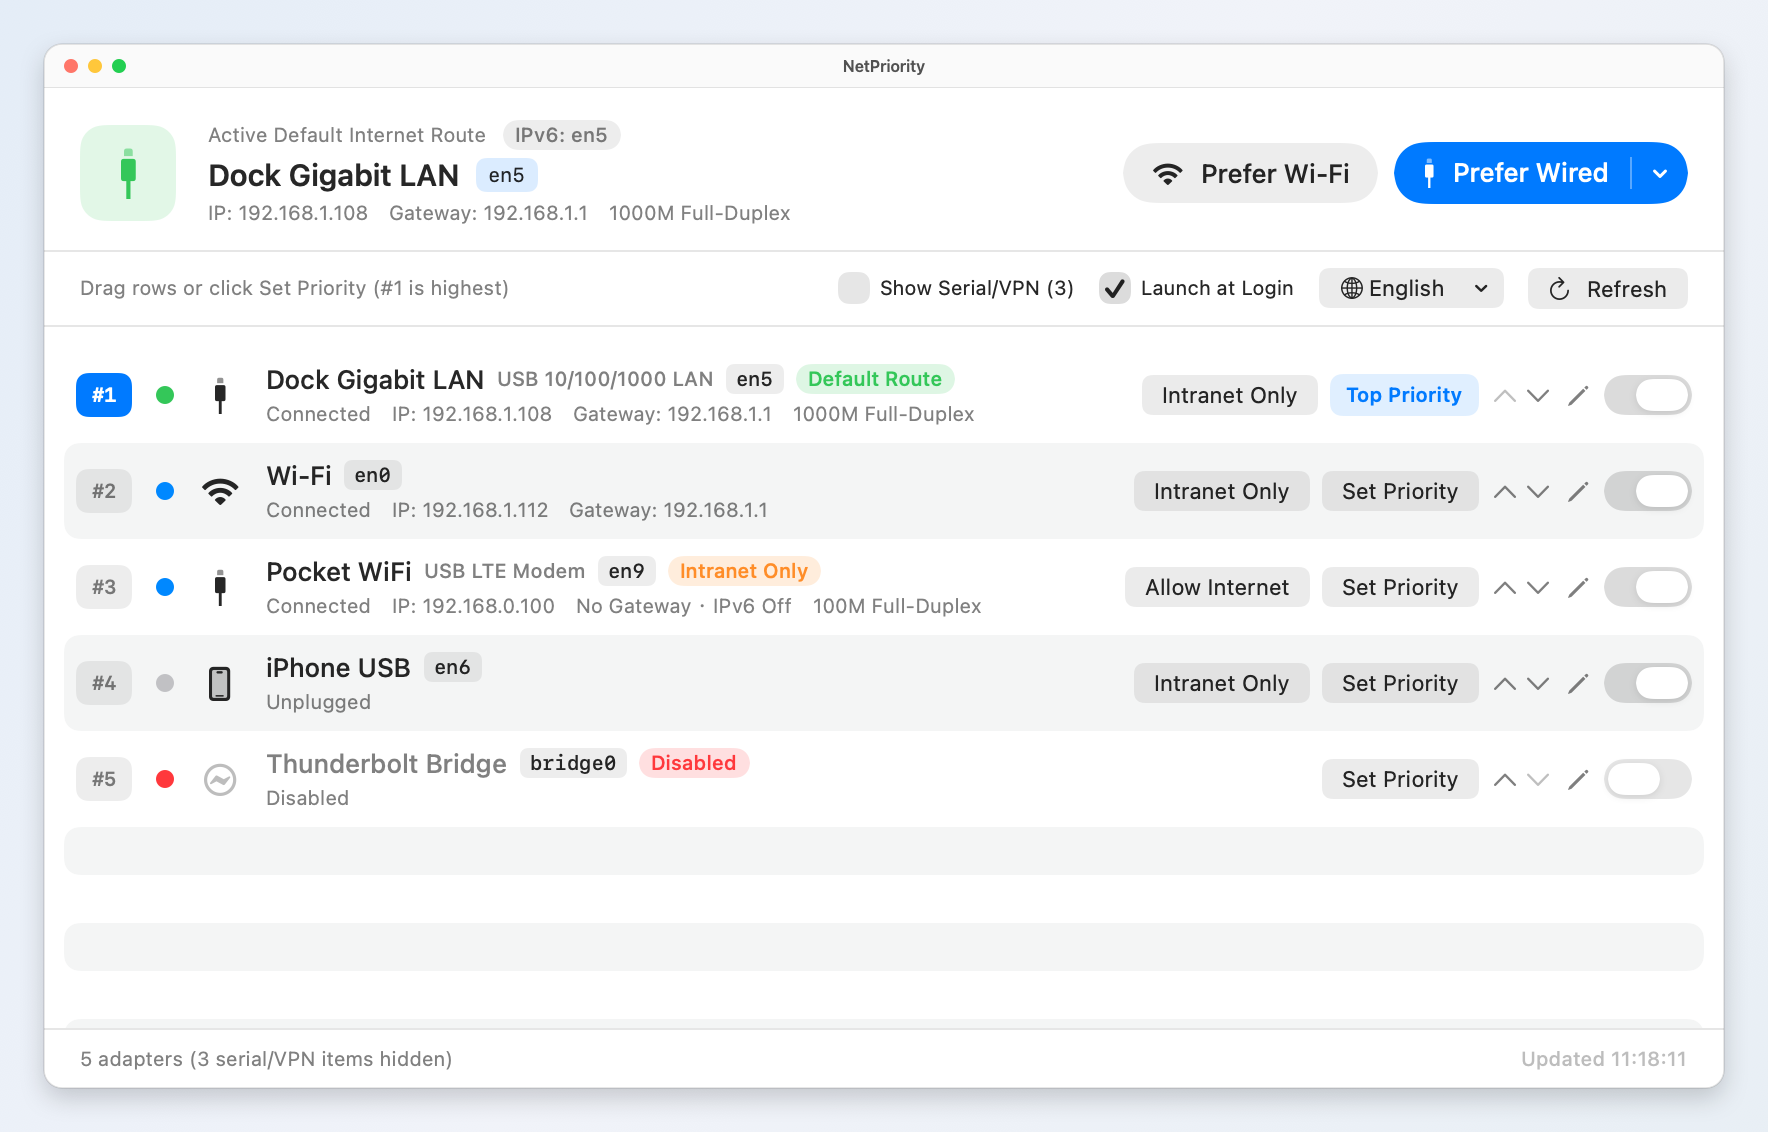 NetPriority
Active Default Internet Route IPv6: en5
Dock Gigabit LAN en5
IP: 192.168.1.108 Gateway: 192.168.1.1 1000M Full-Duplex
Prefer Wi-Fi Prefer Wired
Drag rows or click Set Priority (#1 is highest) Show Serial/VPN (3) Launch at Login English Refresh
#1 Dock Gigabit LAN USB 10/100/1000 LAN en5 Default Route
Connected IP: 192.168.1.108 Gateway: 192.168.1.1 1000M Full-Duplex
Intranet Only Top Priority
#2 Wi-Fi en0
Connected IP: 192.168.1.112 Gateway: 192.168.1.1
Intranet Only Set Priority
#3 Pocket WiFi USB LTE Modem en9 Intranet Only
Connected IP: 192.168.0.100 No Gateway · IPv6 Off 100M Full-Duplex
Allow Internet Set Priority
#4 iPhone USB en6
Unplugged
Intranet Only Set Priority
#5 Thunderbolt Bridge bridge0 Disabled
Disabled
Set Priority
5 adapters (3 serial/VPN items hidden) Updated 11:18:11